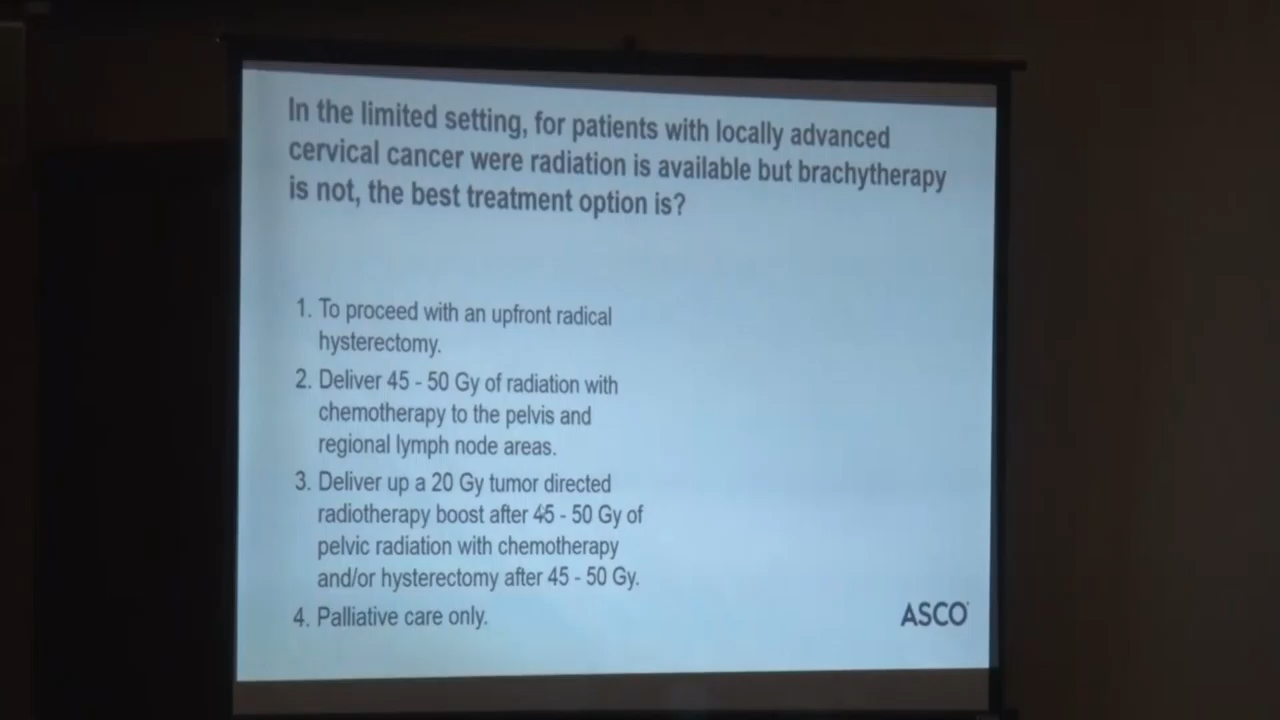 In the limited setting, for patients with locally advanced
cervical cancer were radiation is available but brachytherapy
is not, the best treatment option is?
1. To proceed with an upfront radical
hysterectomy.
2. Deliver 45 - 50 Gy of radiation with
chemotherapy to the pelvis and
regional lymph node areas.
3. Deliver up a 20 Gy tumor directed
radiotherapy boost after 45 - 50 Gy of
pelvic radiation with chemotherapy
and/or hysterectomy after 45 - 50 Gy.
4. Palliative care only.
ASCO